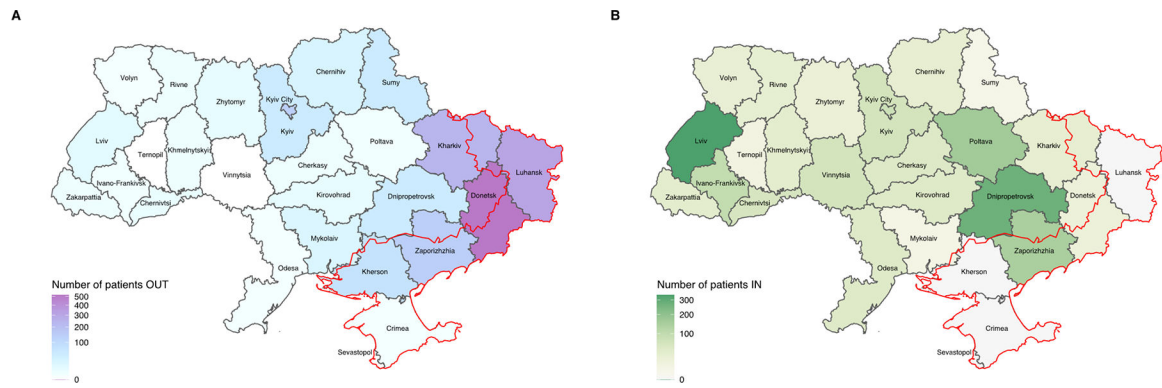 A
Volyn
Rivne
Zhytomyr
Kyiv City
Kyiv
Chernihiv
Sumy
Lviv
Ternopil
Khmelnytskyi
Vinnytsia
Cherkasy
Poltava
Kharkiv
Luhansk
Zakarpattia
Ivano-Frankivsk
Chernivtsi
Kirovohrad
Dnipropetrovsk
Donetsk
Mykolaiv
Zaporizhzhia
Odesa
Kherson
Crimea
Sevastopol
Number of patients OUT
500
400
300
200
100
0
B
Volyn
Rivne
Zhytomyr
Kyiv City
Kyiv
Chernihiv
Sumy
Lviv
Ternopil
Khmelnytskyi
Vinnytsia
Cherkasy
Poltava
Kharkiv
Luhansk
Zakarpattia
Ivano-Frankivsk
Chernivtsi
Kirovohrad
Dnipropetrovsk
Donetsk
Mykolaiv
Zaporizhzhia
Odesa
Kherson
Crimea
Sevastopol
Number of patients IN
300
200
100
0